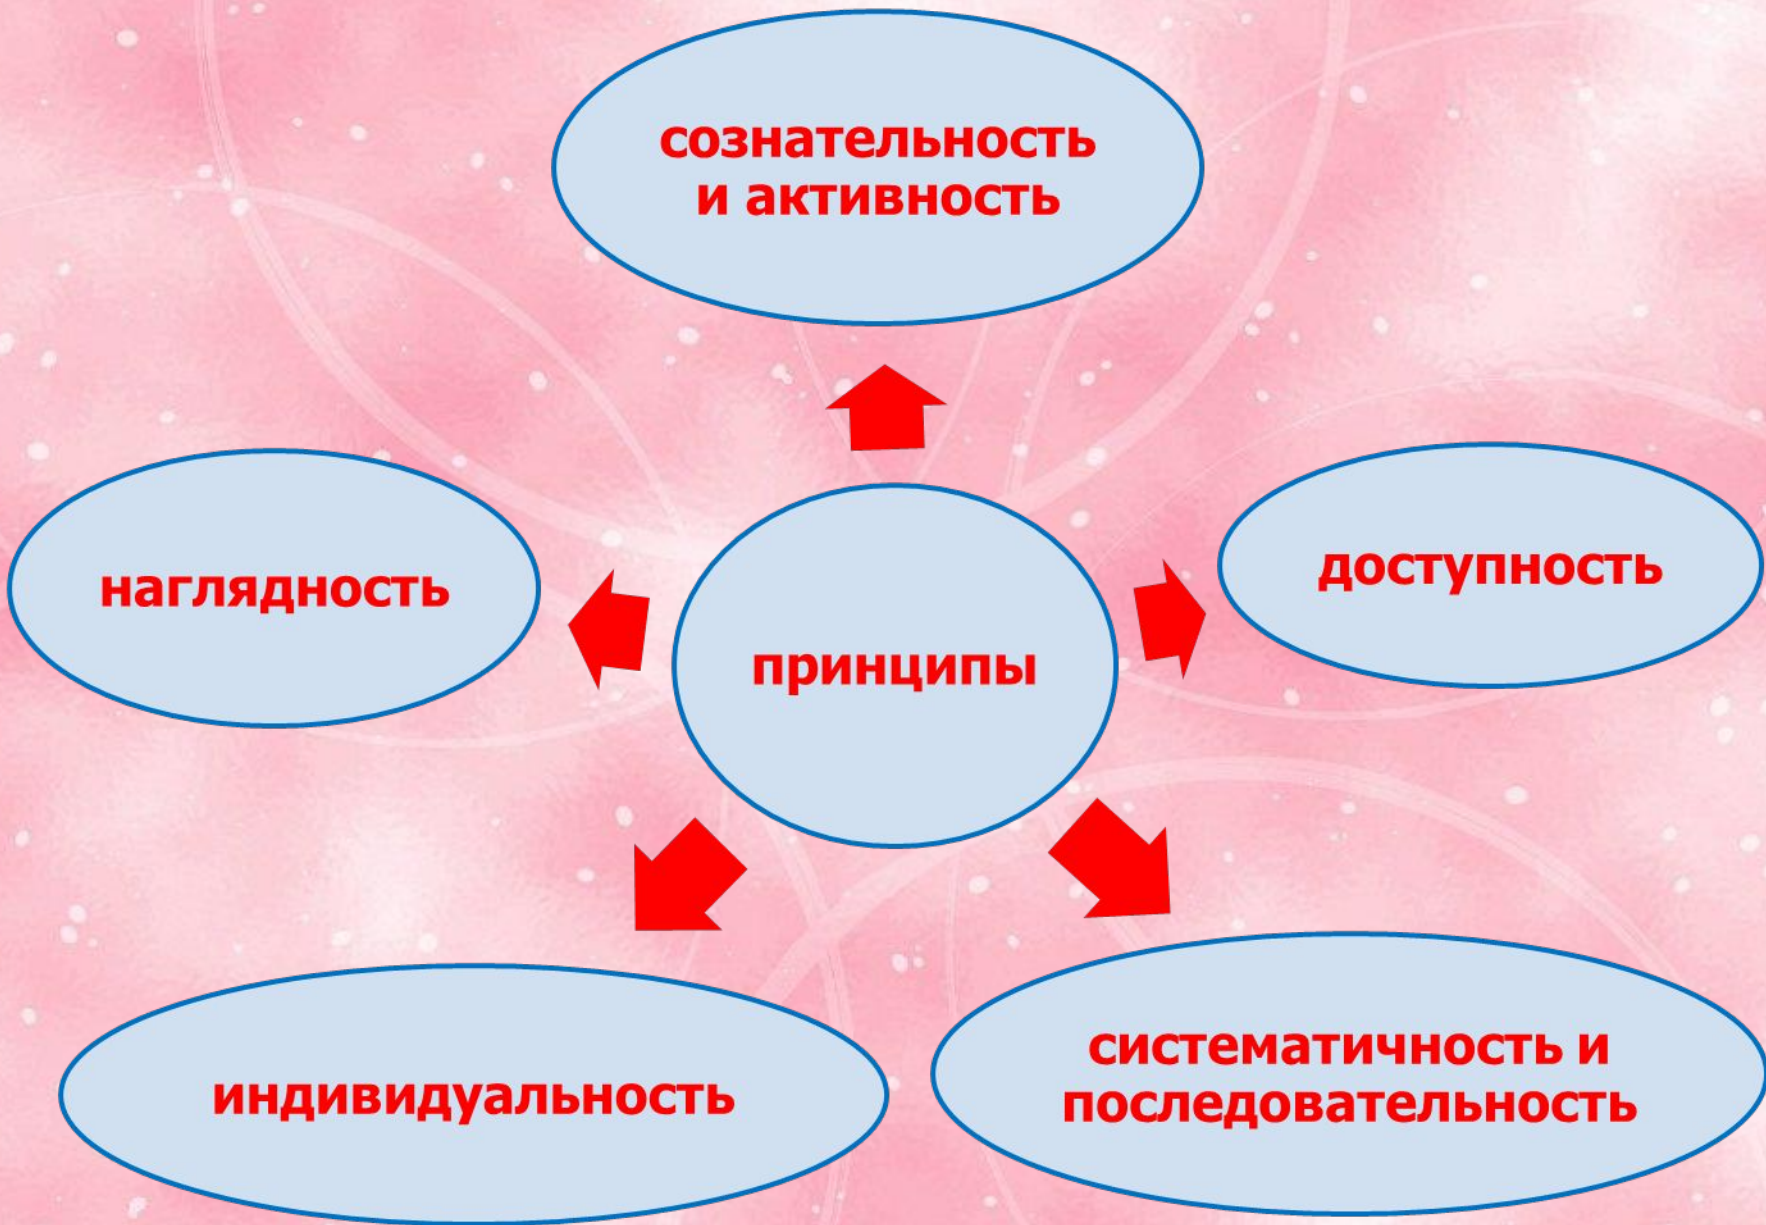 сознательность
и активность
наглядность
доступность
принципы
индивидуальность
систематичность и
последовательность